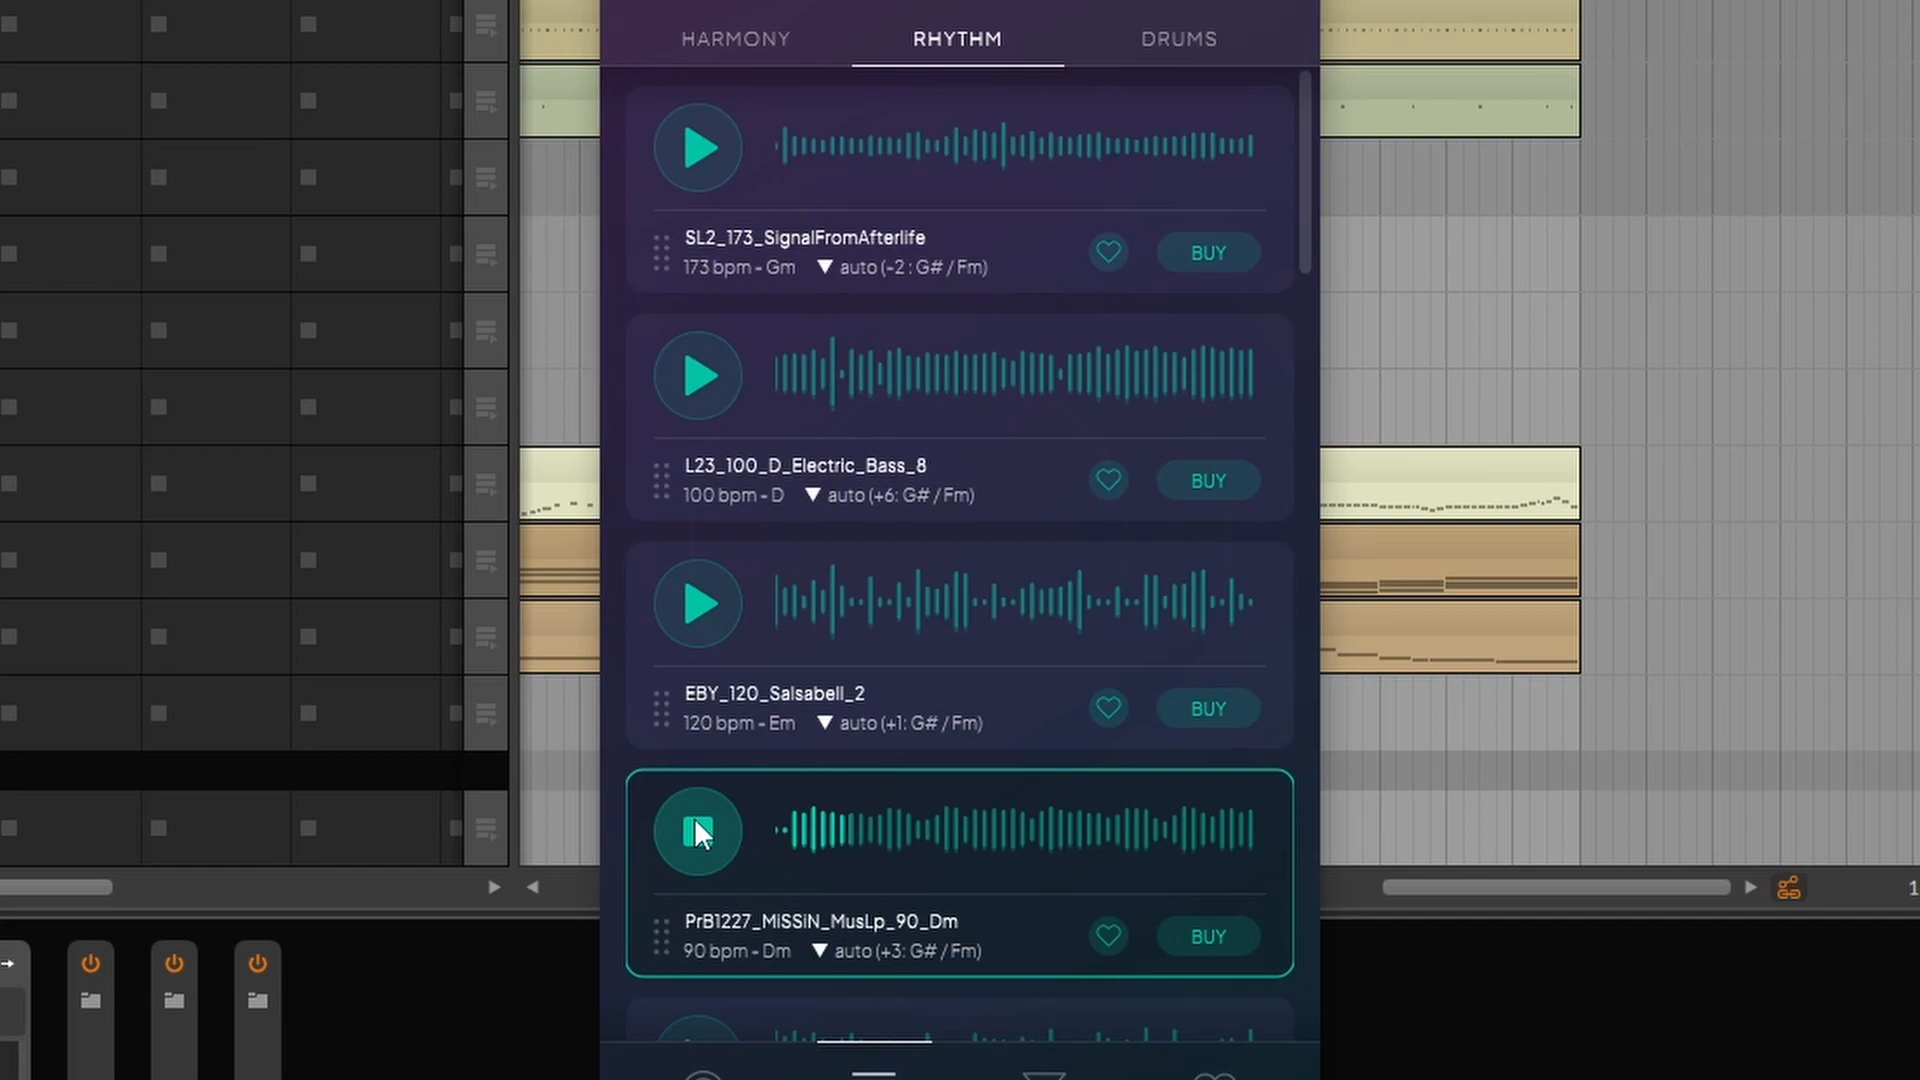 HARMONY RHYTHM DRUMS
SL2_173_SignalFromAfterlife
173 bpm - Gm auto (-2 : G# / Fm)
BUY
L23_100_D_Electric_Bass_8
100 bpm - D auto (+6: G# / Fm)
BUY
EBY_120_Salsabell_2
120 bpm - Em auto (+1: G# / Fm)
BUY
PrB1227_MiSSiN_MusLp_90_Dm
90 bpm - Dm auto (+3: G# / Fm)
BUY
1